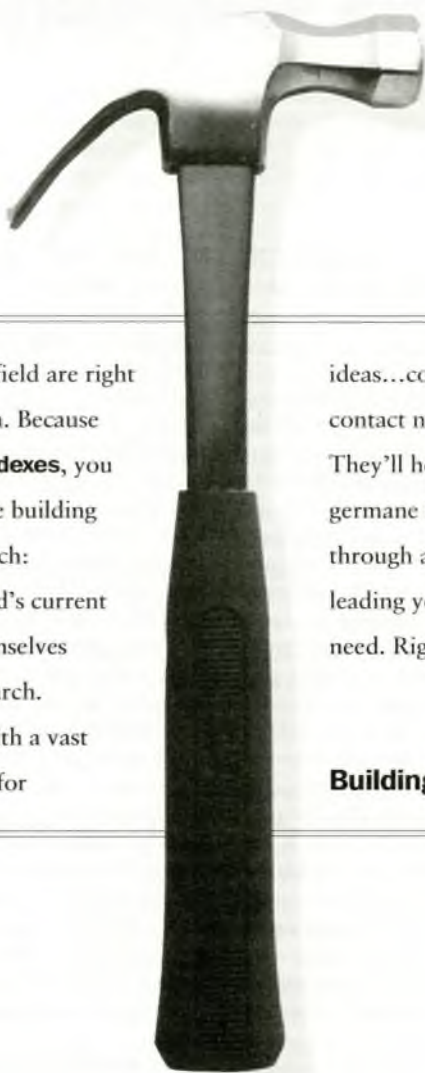 field are right
n. Because
dexes, you
e building
ch:
d's current
nselves
arch.
th a vast
for
ideas...co
contact n
They'll he
germane
through a
leading yo
need. Rig
Building